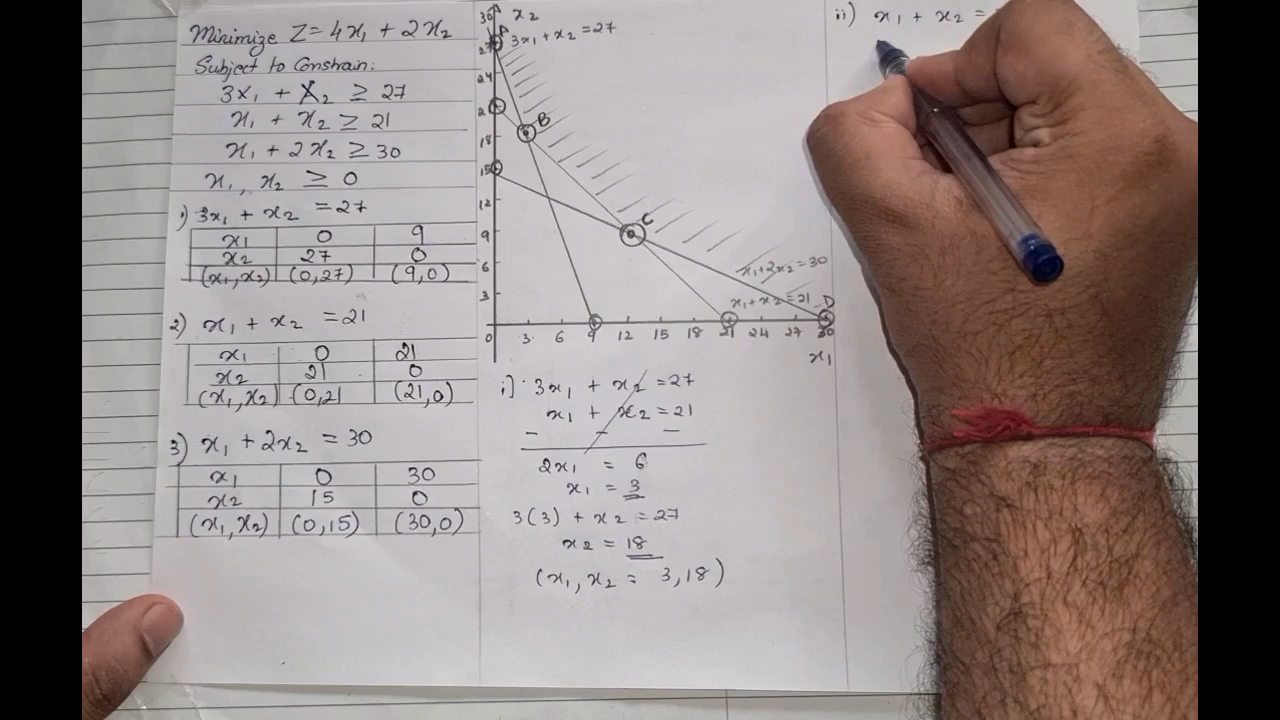 Minimize Z = 4x₁ + 2x₂
Subject to Constrain:
3x₁ + x₂ ≥ 27
x₁ + x₂ ≥ 21
x₁ + 2x₂ ≥ 30
x₁, x₂ ≥ 0
1) 3x₁ + x₂ = 27
x₁ 0 9
x₂ 27 0
(x₁,x₂) (0,27) (9,0)
2) x₁ + x₂ = 21
x₁ 0 21
x₂ 21 0
(x₁,x₂) (0,21 (21,0)
3) x₁ + 2x₂ = 30
x₁ 0 30
x₂ 15 0
(x₁,x₂) (0,15) (30,0)
x₂
30
27
3x₁ + x₂ = 27
24
B
18
15
12
9
6
3
C
x₁+2x₂ = 30
x₁+x₂ = 21
D
0 3 6 9 12 15 18 21 24 27 30
x₁
i] 3x₁ + x₂ = 27
x₁ + x₂ = 21
− − −
2x₁ = 6
x₁ = 3
3(3) + x₂ = 27
x₂ = 18
(x₁, x₂ = 3,18)
ii) x₁ + x₂ =